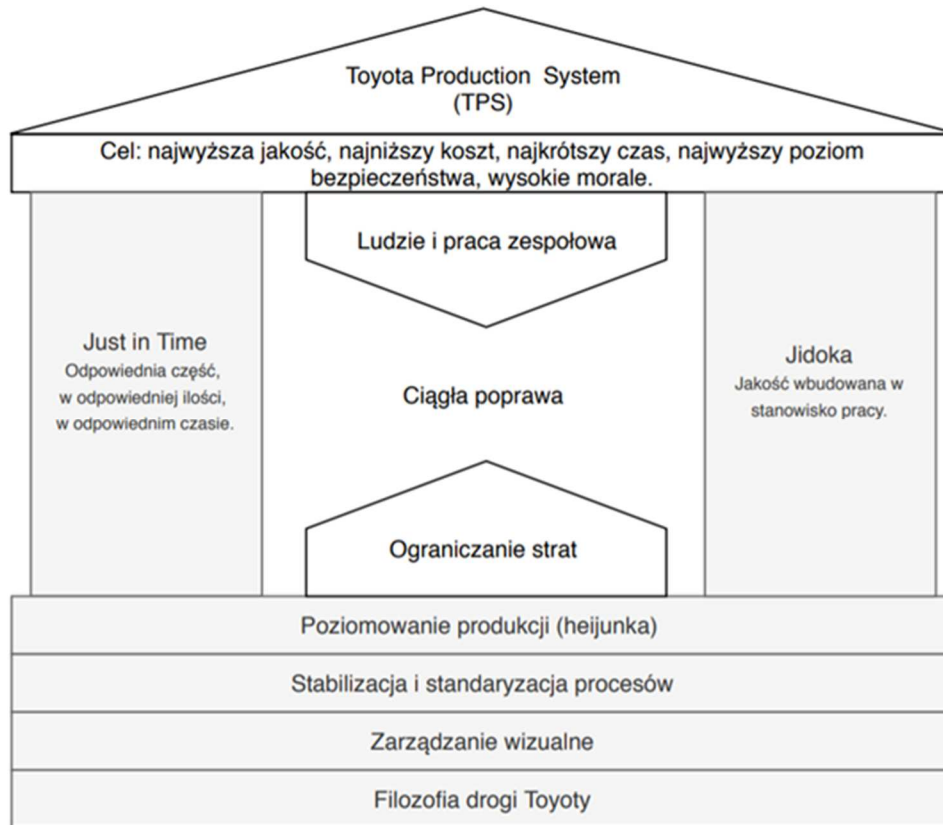 Toyota Production System
(TPS)
Cel: najwyższa jakość, najniższy koszt, najkrótszy czas, najwyższy poziom
bezpieczeństwa, wysokie morale.
Ludzie i praca zespołowa
Just in Time
Odpowiednia część,
w odpowiedniej ilości,
w odpowiednim czasie.
Ciągła poprawa
Jidoka
Jakość wbudowana w
stanowisko pracy.
Ograniczanie strat
Poziomowanie produkcji (heijunka)
Stabilizacja i standaryzacja procesów
Zarządzanie wizualne
Filozofia drogi Toyoty